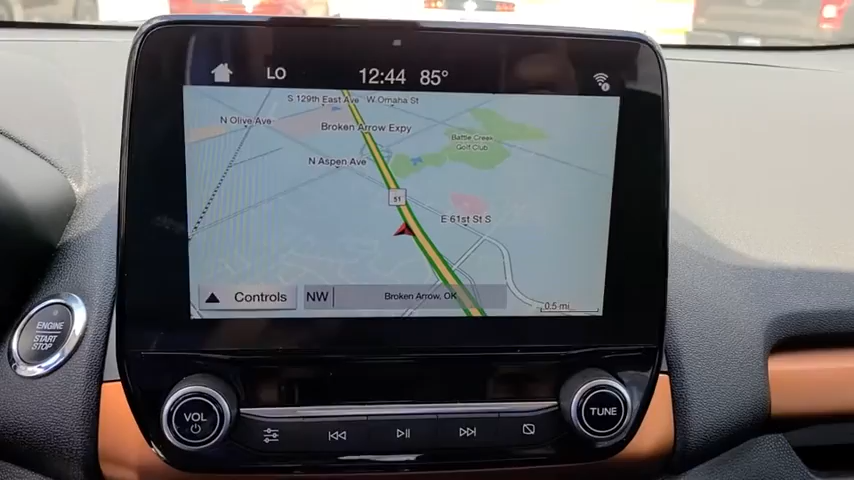 LO 12:44 85°
S 129th East Ave W.Omaha St
N Olive Ave
Broken Arrow Expy
Battle Creek
Golf Club
N Aspen Ave
51
E 61st St S
Controls NW Broken Arrow, OK 0.5 mi
ENGINE
START
STOP
VOL
TUNE